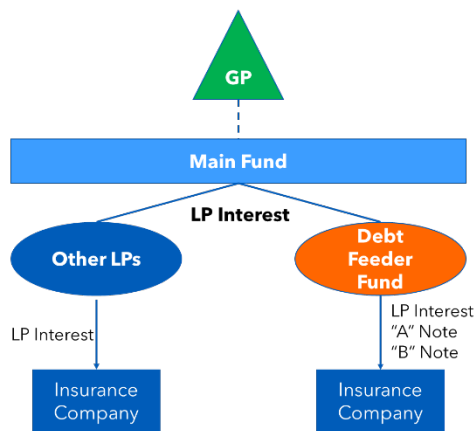 GP
Main Fund
LP Interest
Other LPs
Debt
Feeder
Fund
LP Interest
LP Interest
"A" Note
"B" Note
Insurance
Company
Insurance
Company